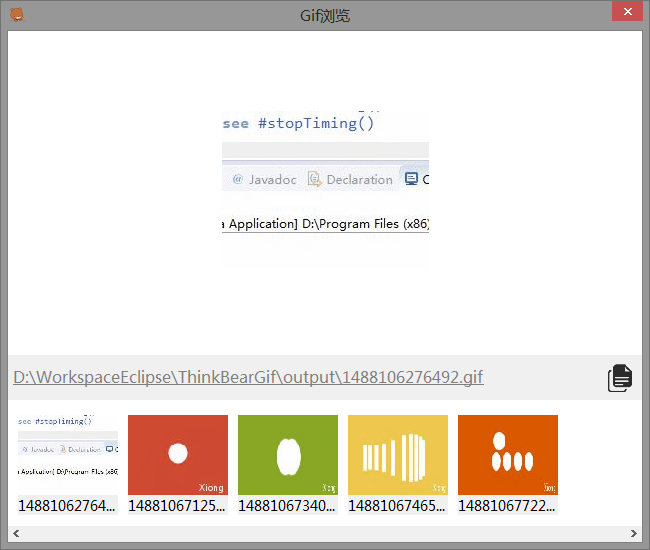 Gif浏览
see #stopTiming()
@ Javadoc Declaration C
a Application] D:\Program Files (x86)
D:\WorkspaceEclipse\ThinkBearGif\output\1488106276492.gif
see #stopTiming()
@ Javadoc Declaration
Application] D:\Program Files (x86)
Xiong
Xiong
Xiong
Xiong
14881062764...
14881067125...
14881067340...
14881067465...
14881067722...